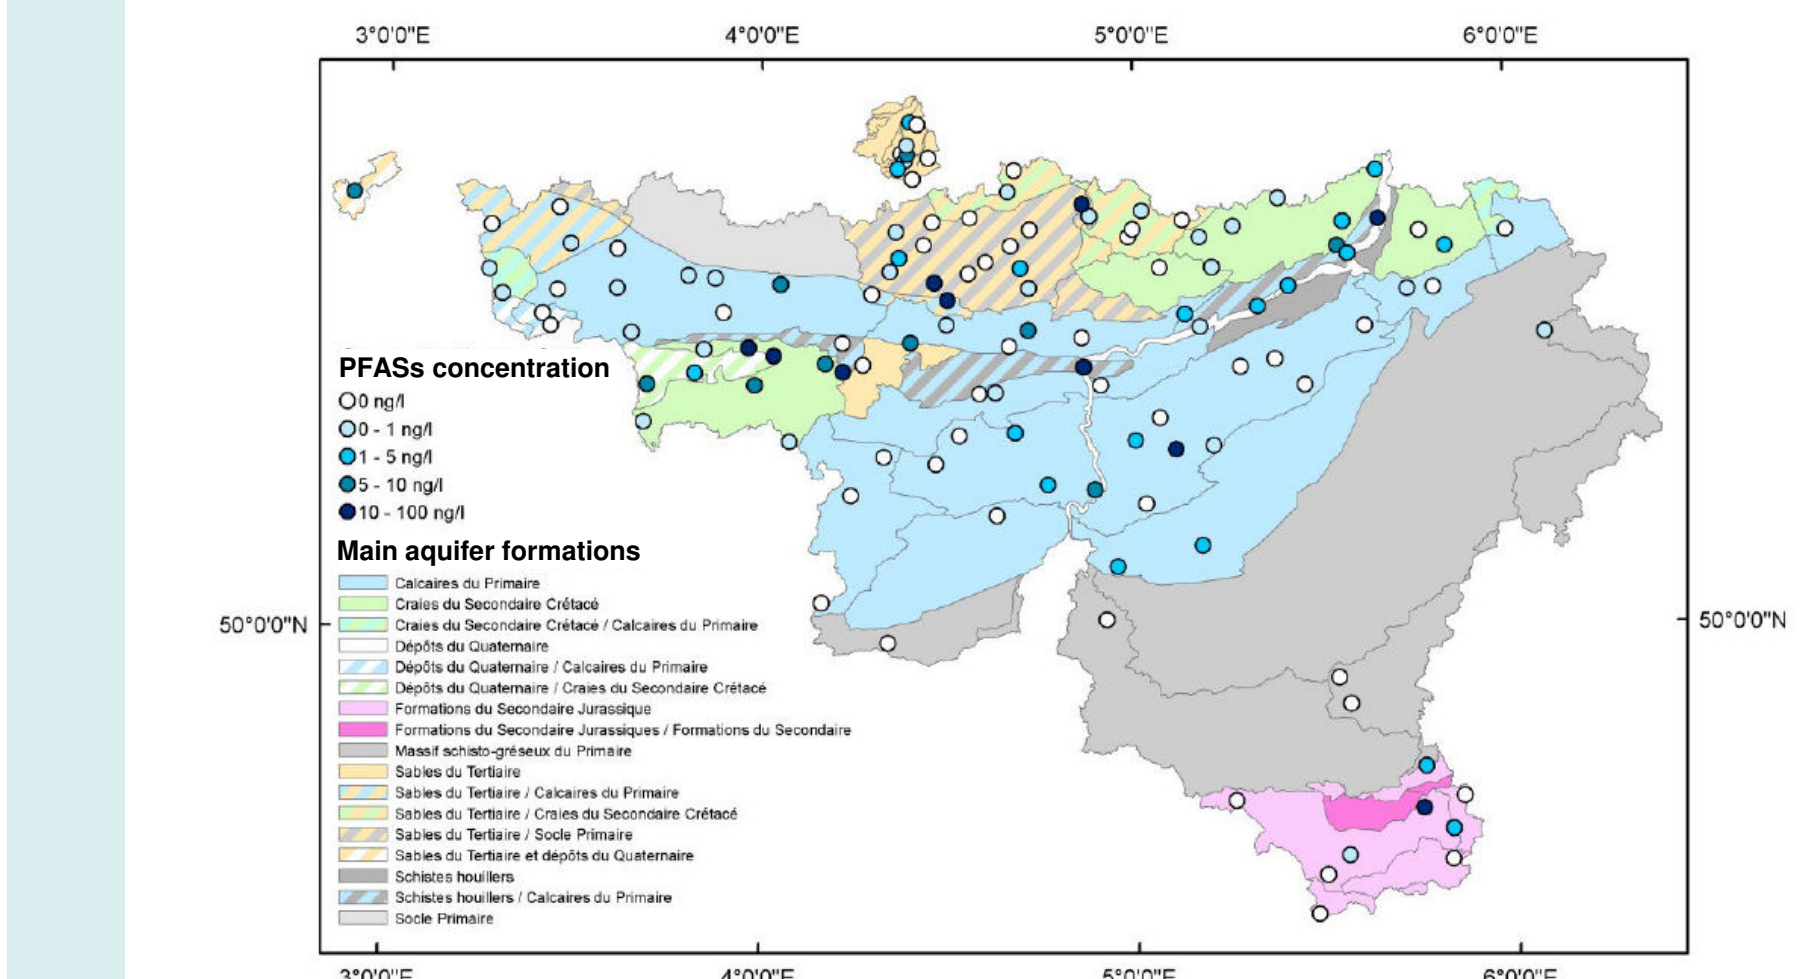 3°0'0"E 4°0'0"E 5°0'0"E 6°0'0"E
PFASs concentration
0 ng/l
0 - 1 ng/l
1 - 5 ng/l
5 - 10 ng/l
10 - 100 ng/l
Main aquifer formations
Calcaires du Primaire
Craies du Secondaire Crétacé
50°0'0"N Craies du Secondaire Crétacé / Calcaires du Primaire 50°0'0"N
Dépôts du Quaternaire
Dépôts du Quaternaire / Calcaires du Primaire
Dépôts du Quaternaire / Craies du Secondaire Crétacé
Formations du Secondaire Jurassique
Formations du Secondaire Jurassiques / Formations du Secondaire
Massif schisto-gréseux du Primaire
Sables du Tertiaire
Sables du Tertiaire / Calcaires du Primaire
Sables du Tertiaire / Craies du Secondaire Crétacé
Sables du Tertiaire / Socle Primaire
Sables du Tertiaire et dépôts du Quaternaire
Schistes houillers
Schistes houillers / Calcaires du Primaire
Socle Primaire
3°0'0"E 4°0'0"E 5°0'0"E 6°0'0"E